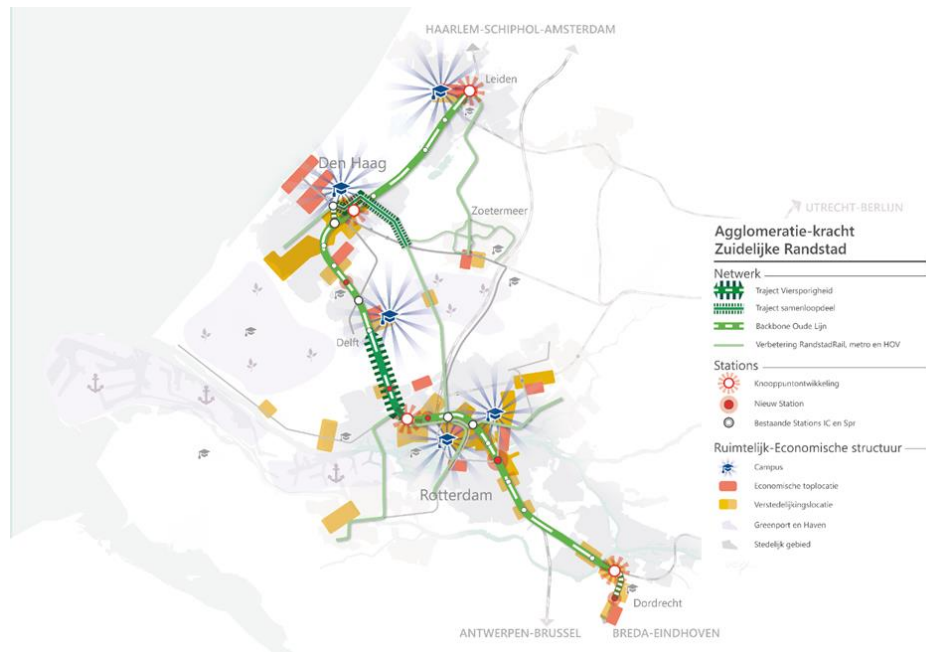 HAARLEM-SCHIPHOL-AMSTERDAM
Leiden
Den Haag
Zoetermeer
UTRECHT-BERLIJN
Delft
Rotterdam
Dordrecht
ANTWERPEN-BRUSSEL
BREDA-EINDHOVEN
Agglomeratie-kracht
Zuidelijke Randstad
Netwerk
Traject Viersporigheid
Traject samenloopdeel
Backbone Oude Lijn
Verbetering RandstadRail, metro en HOV
Stations
Knooppuntontwikkeling
Nieuw Station
Bestaande Stations IC en Spr
Ruimtelijk-Economische structuur
Campus
Economische toplocatie
Verstedelijkingslocatie
Greenport en Haven
Stedelijk gebied